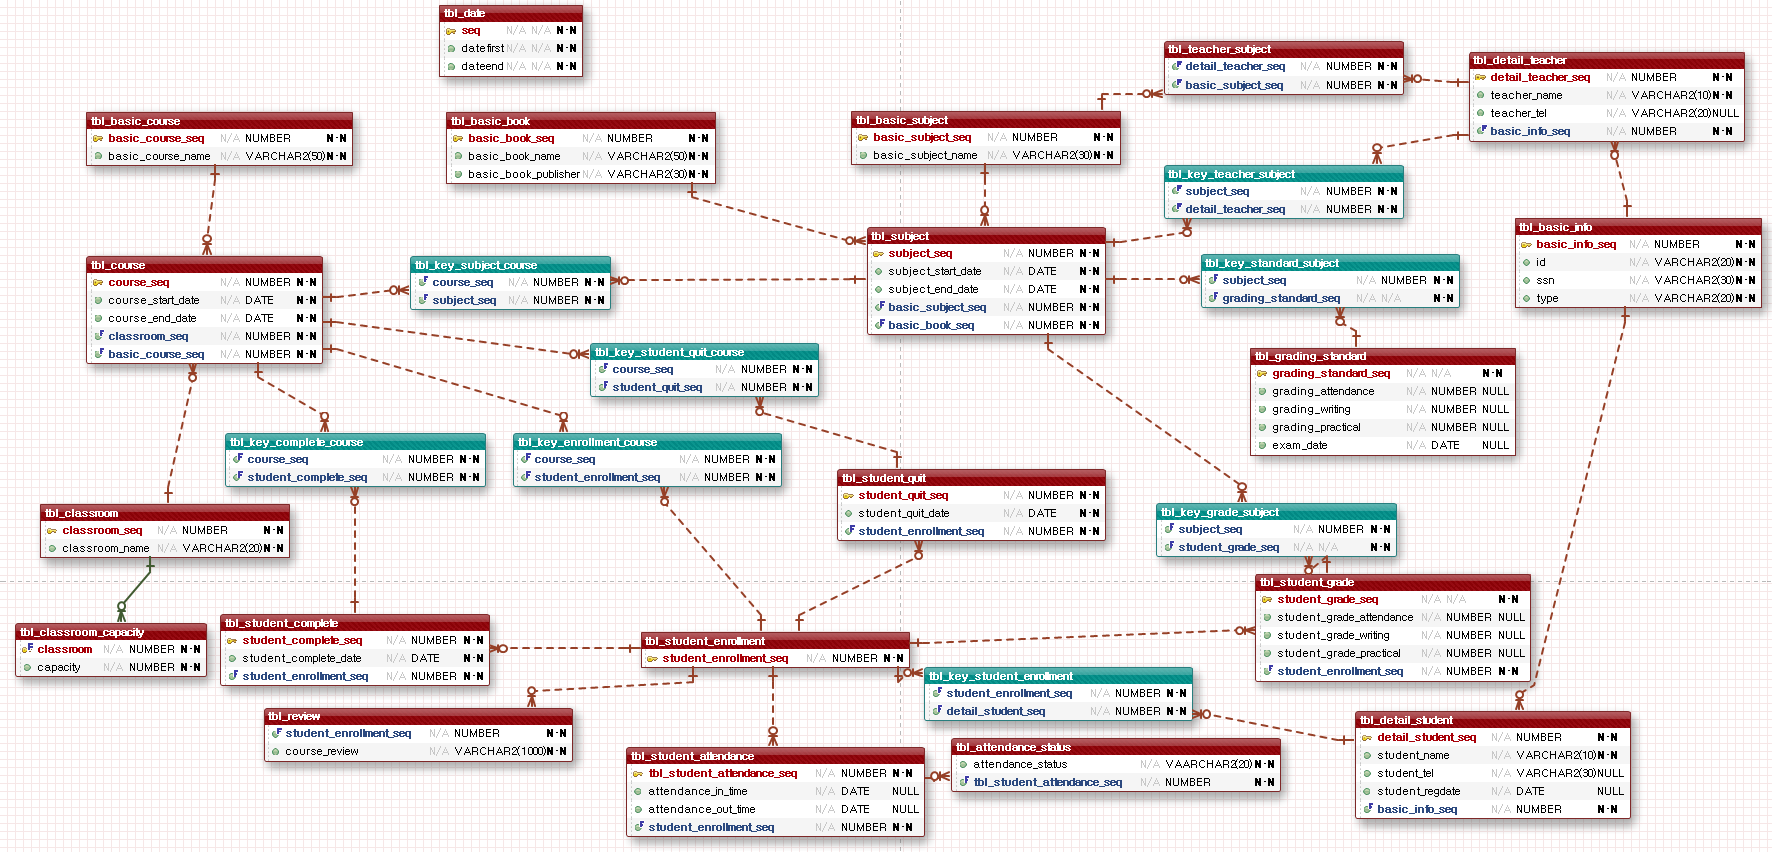 tbl_date
seq N/A N/A N-N
datefirst N/A N/A N-N
dateend N/A N/A N-N
tbl_teacher_subject
detail_teacher_seq N/A NUMBER N-N
basic_subject_seq N/A NUMBER N-N
tbl_detail_teacher
detail_teacher_seq N/A NUMBER N-N
teacher_name N/A VARCHAR2(10) N-N
teacher_tel N/A VARCHAR2(20) NULL
basic_info_seq N/A NUMBER N-N
tbl_basic_course
basic_course_seq N/A NUMBER N-N
basic_course_name N/A VARCHAR2(50) N-N
tbl_basic_book
basic_book_seq N/A NUMBER N-N
basic_book_name N/A VARCHAR2(50) N-N
basic_book_publisher N/A VARCHAR2(30) N-N
tbl_basic_subject
basic_subject_seq N/A NUMBER N-N
basic_subject_name N/A VARCHAR2(30) N-N
tbl_key_teacher_subject
subject_seq N/A NUMBER N-N
detail_teacher_seq N/A NUMBER N-N
tbl_basic_info
basic_info_seq N/A NUMBER N-N
id N/A VARCHAR2(20) N-N
ssn N/A VARCHAR2(30) N-N
type N/A VARCHAR2(20) N-N
tbl_course
course_seq N/A NUMBER N-N
course_start_date N/A DATE N-N
course_end_date N/A DATE N-N
classroom_seq N/A NUMBER N-N
basic_course_seq N/A NUMBER N-N
tbl_key_subject_course
course_seq N/A NUMBER N-N
subject_seq N/A NUMBER N-N
tbl_subject
subject_seq N/A NUMBER N-N
subject_start_date N/A DATE N-N
subject_end_date N/A DATE N-N
basic_subject_seq N/A NUMBER N-N
basic_book_seq N/A NUMBER N-N
tbl_key_standard_subject
subject_seq N/A NUMBER N-N
grading_standard_seq N/A N/A N-N
tbl_key_student_quit_course
course_seq N/A NUMBER N-N
student_quit_seq N/A NUMBER N-N
tbl_grading_standard
grading_standard_seq N/A N/A N-N
grading_attendance N/A NUMBER NULL
grading_writing N/A NUMBER NULL
grading_practical N/A NUMBER NULL
exam_date N/A DATE NULL
tbl_key_complete_course
course_seq N/A NUMBER N-N
student_complete_seq N/A NUMBER N-N
tbl_key_enrollment_course
course_seq N/A NUMBER N-N
student_enrollment_seq N/A NUMBER N-N
tbl_student_quit
student_quit_seq N/A NUMBER N-N
student_quit_date N/A DATE N-N
student_enrollment_seq N/A NUMBER N-N
tbl_classroom
classroom_seq N/A NUMBER N-N
classroom_name N/A VARCHAR2(20) N-N
tbl_key_grade_subject
subject_seq N/A NUMBER N-N
student_grade_seq N/A N/A N-N
tbl_classroom_capacity
classroom N/A NUMBER N-N
capacity N/A NUMBER N-N
tbl_student_complete
student_complete_seq N/A NUMBER N-N
student_complete_date N/A DATE N-N
student_enrollment_seq N/A NUMBER N-N
tbl_student_enrollment
student_enrollment_seq N/A NUMBER N-N
tbl_student_grade
student_grade_seq N/A N/A N-N
student_grade_attendance N/A NUMBER NULL
student_grade_writing N/A NUMBER NULL
student_grade_practical N/A NUMBER NULL
student_enrollment_seq N/A NUMBER N-N
tbl_key_student_enrollment
student_enrollment_seq N/A NUMBER N-N
detail_student_seq N/A NUMBER N-N
tbl_review
student_enrollment_seq N/A NUMBER N-N
course_review N/A VARCHAR2(1000) N-N
tbl_student_attendance
tbl_student_attendance_seq N/A NUMBER N-N
attendance_in_time N/A DATE NULL
attendance_out_time N/A DATE NULL
student_enrollment_seq N/A NUMBER N-N
tbl_attendance_status
attendance_status N/A VAARCHAR2(20) N-N
tbl_student_attendance_seq N/A NUMBER N-N
tbl_detail_student
detail_student_seq N/A NUMBER N-N
student_name N/A VARCHAR2(10) N-N
student_tel N/A VARCHAR2(30) NULL
student_regdate N/A DATE NULL
basic_info_seq N/A NUMBER N-N